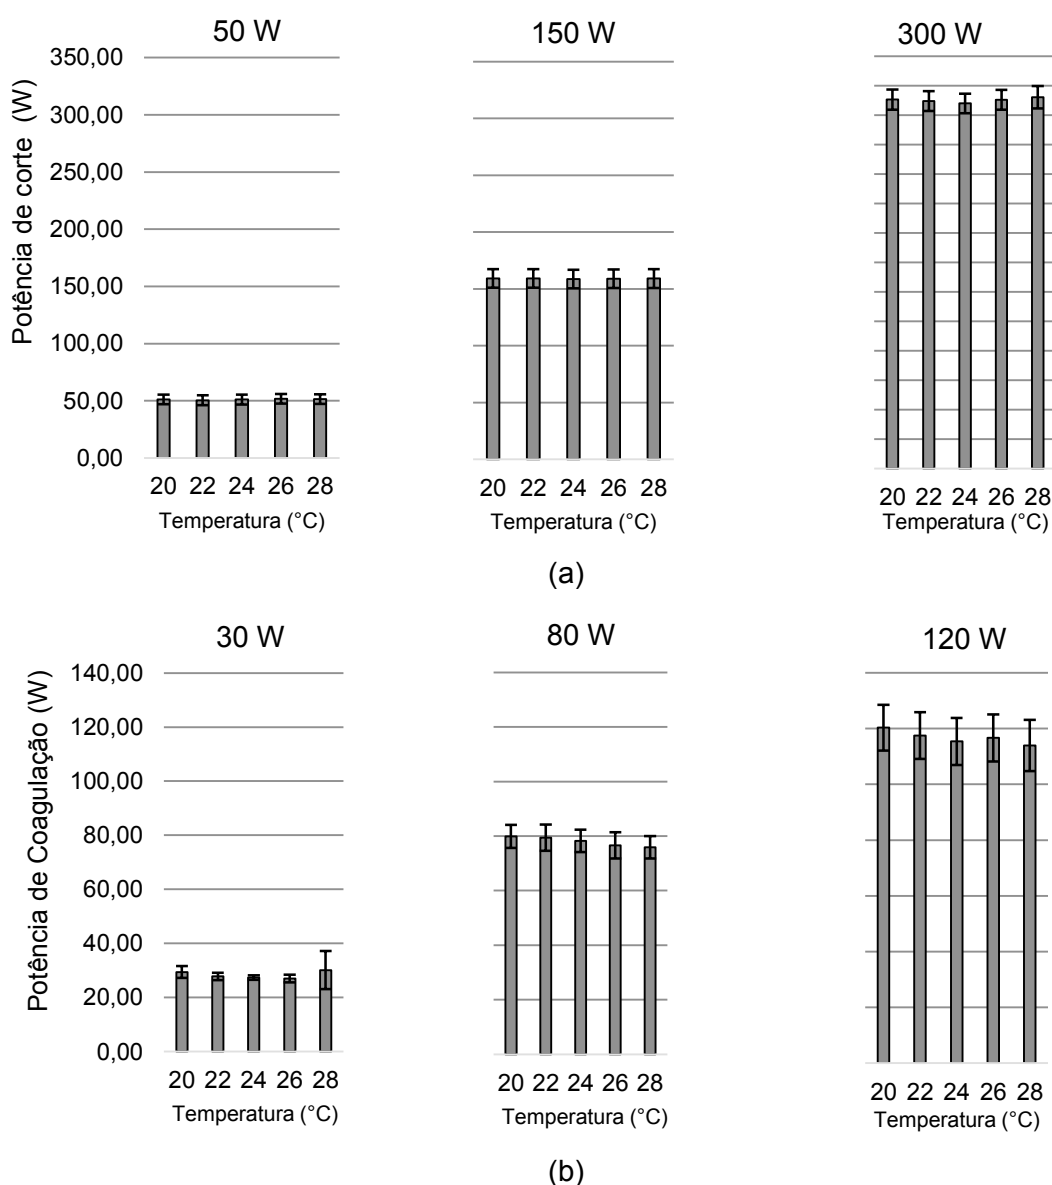 50 W
150 W
300 W
Potência de corte (W)
350,00
300,00
250,00
200,00
150,00
100,00
50,00
0,00
20 22 24 26 28
20 22 24 26 28
20 22 24 26 28
Temperatura (°C)
Temperatura (°C)
Temperatura (°C)
(a)
30 W
80 W
120 W
Potência de Coagulação (W)
140,00
120,00
100,00
80,00
60,00
40,00
20,00
0,00
20 22 24 26 28
20 22 24 26 28
20 22 24 26 28
Temperatura (°C)
Temperatura (°C)
Temperatura (°C)
(b)